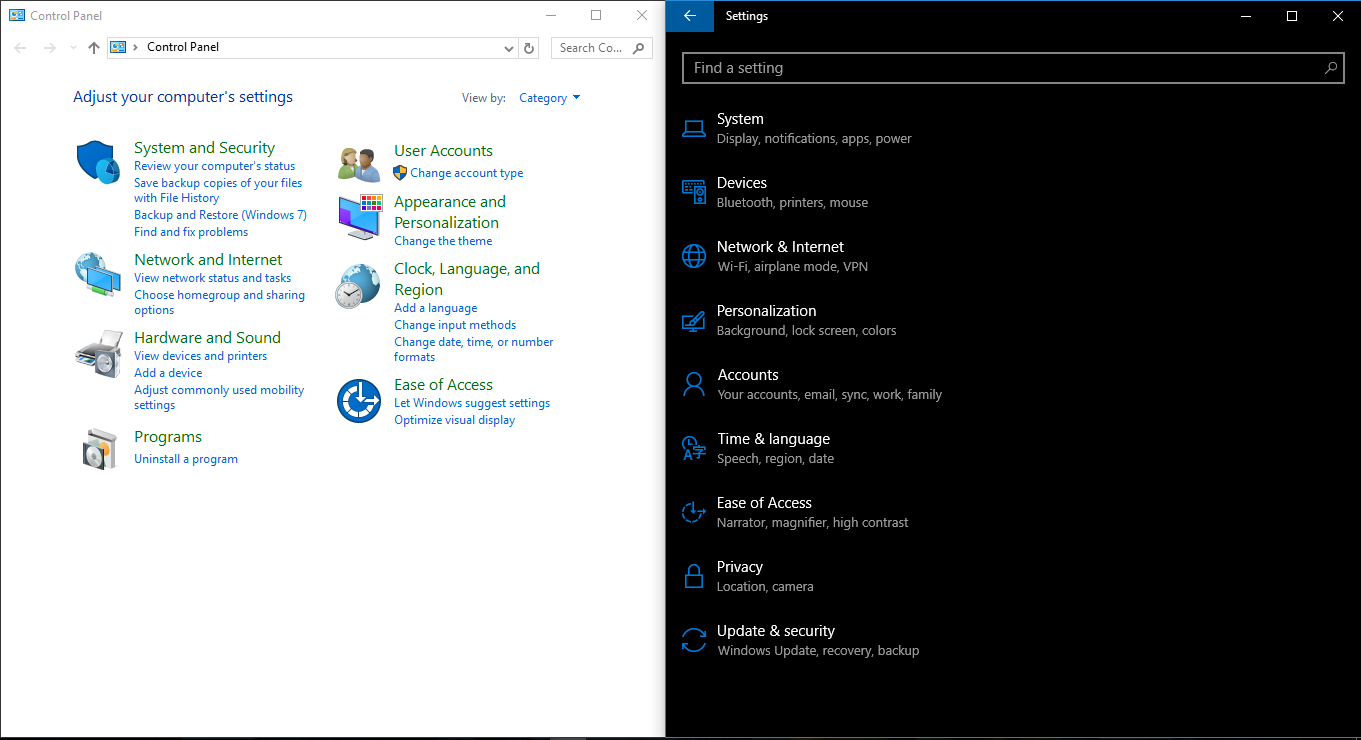 Control Panel
Control Panel
Search Co...
Adjust your computer's settings
View by: Category
System and Security
Review your computer's status
Save backup copies of your files
with File History
Backup and Restore (Windows 7)
Find and fix problems
Network and Internet
View network status and tasks
Choose homegroup and sharing
options
Hardware and Sound
View devices and printers
Add a device
Adjust commonly used mobility
settings
Programs
Uninstall a program
User Accounts
Change account type
Appearance and
Personalization
Change the theme
Clock, Language, and
Region
Add a language
Change input methods
Change date, time, or number
formats
Ease of Access
Let Windows suggest settings
Optimize visual display
Settings
Find a setting
System
Display, notifications, apps, power
Devices
Bluetooth, printers, mouse
Network & Internet
Wi-Fi, airplane mode, VPN
Personalization
Background, lock screen, colors
Accounts
Your accounts, email, sync, work, family
Time & language
Speech, region, date
Ease of Access
Narrator, magnifier, high contrast
Privacy
Location, camera
Update & security
Windows Update, recovery, backup